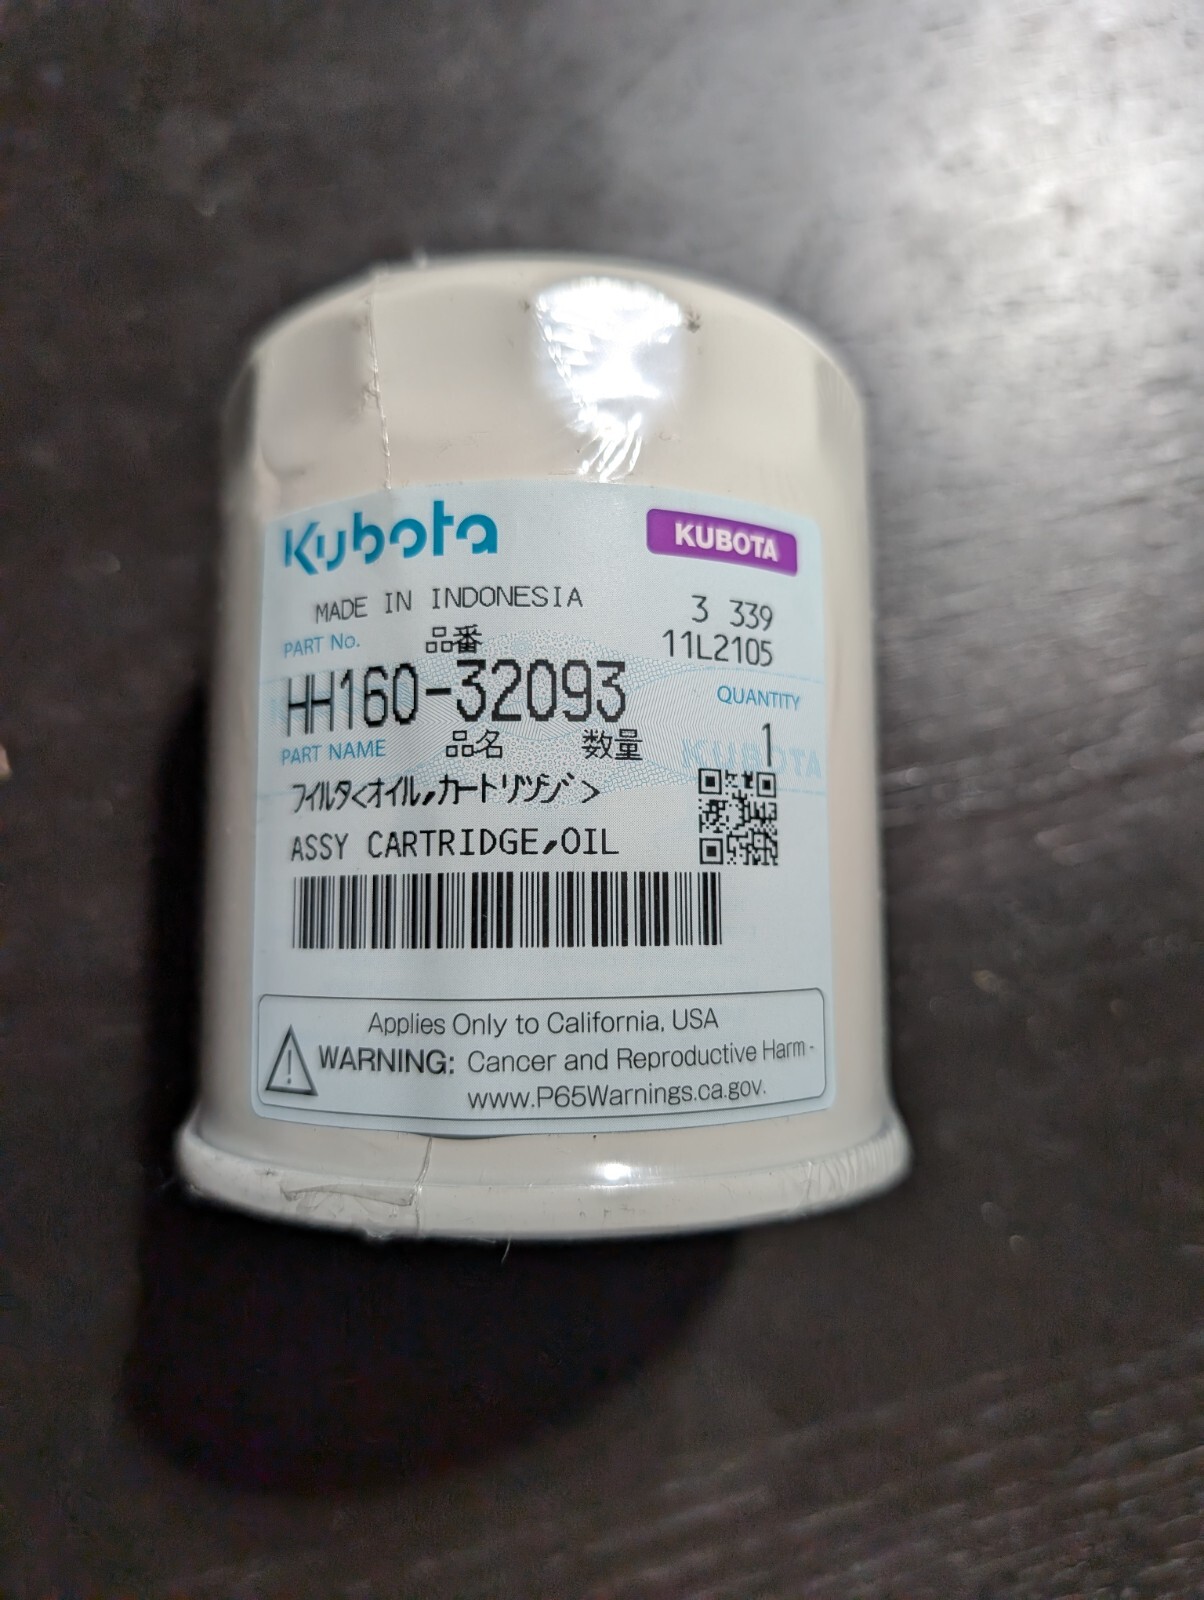 Kubota
KUBOTA
MADE IN INDONESIA
3 339
PART No. 品番
11L2105
HH160-32093
QUANTITY
PART NAME 品名 数量 1
KUBOTA
フィルタ<オイル,カートリッジ>
ASSY CARTRIDGE,OIL
Applies Only to California, USA
WARNING: Cancer and Reproductive Harm -
www.P65Warnings.ca.gov.